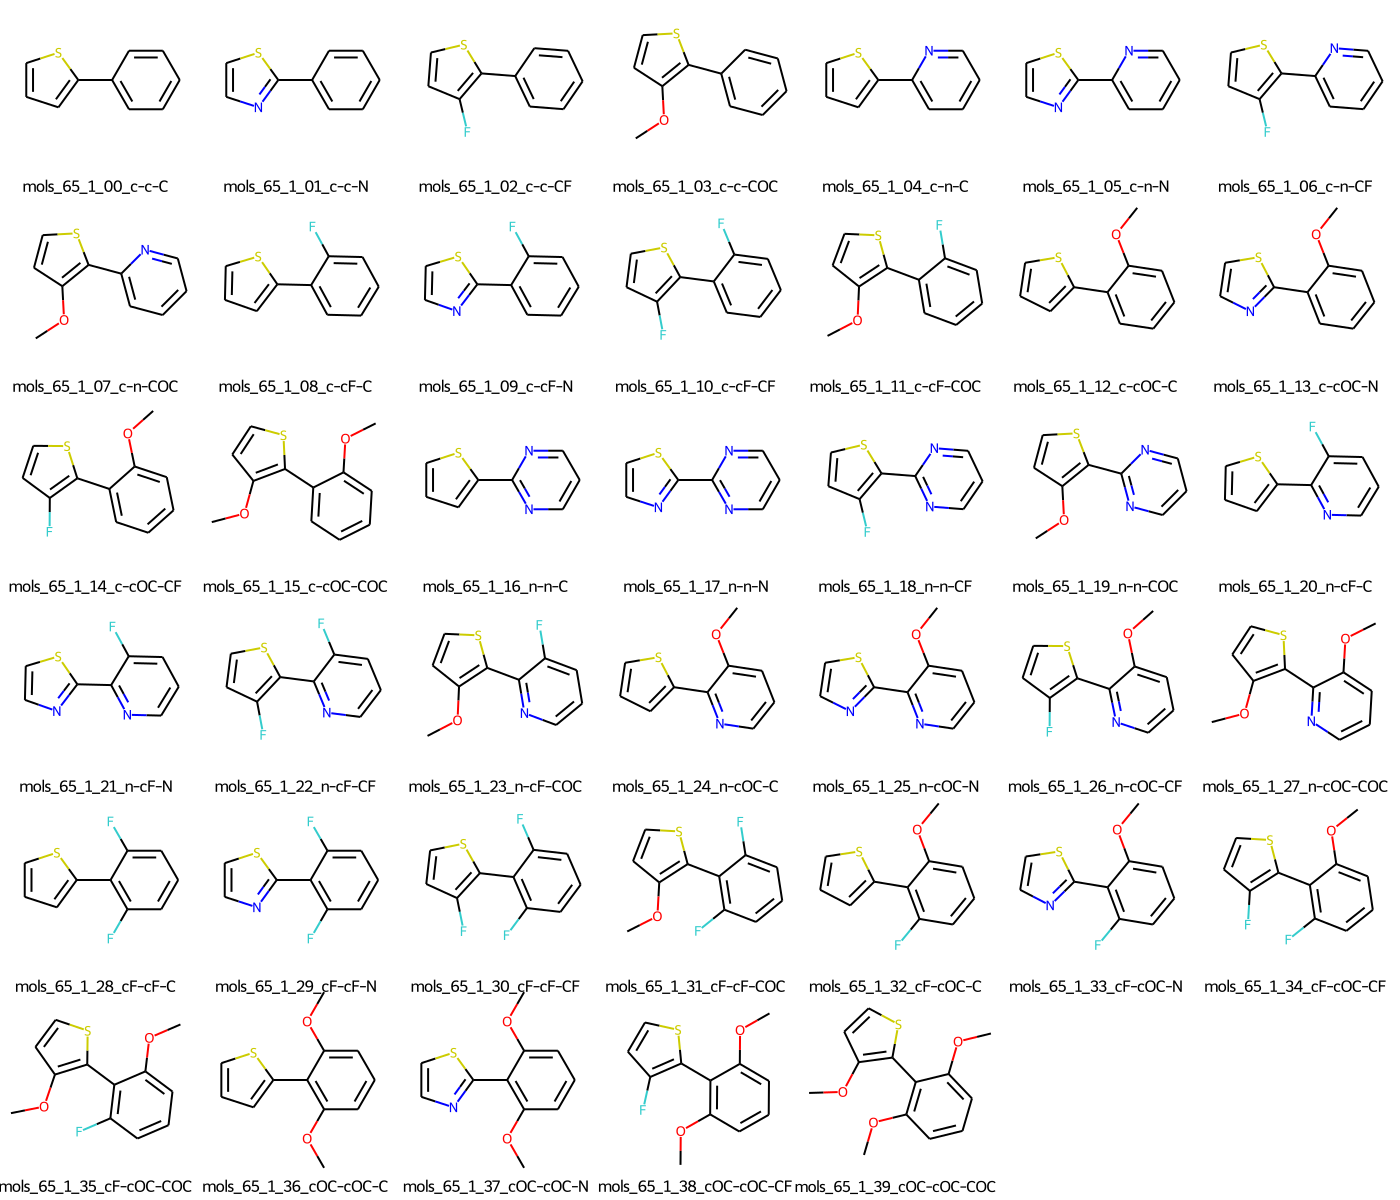 mols_65_1_00_c-c-C mols_65_1_01_c-c-N mols_65_1_02_c-c-CF mols_65_1_03_c-c-COC mols_65_1_04_c-n-C mols_65_1_05_c-n-N mols_65_1_06_c-n-CF
mols_65_1_07_c-n-COC mols_65_1_08_c-cF-C mols_65_1_09_c-cF-N mols_65_1_10_c-cF-CF mols_65_1_11_c-cF-COC mols_65_1_12_c-cOC-C mols_65_1_13_c-cOC-N
mols_65_1_14_c-cOC-CF mols_65_1_15_c-cOC-COC mols_65_1_16_n-n-C mols_65_1_17_n-n-N mols_65_1_18_n-n-CF mols_65_1_19_n-n-COC mols_65_1_20_n-cF-C
mols_65_1_21_n-cF-N mols_65_1_22_n-cF-CF mols_65_1_23_n-cF-COC mols_65_1_24_n-cOC-C mols_65_1_25_n-cOC-N mols_65_1_26_n-cOC-CF mols_65_1_27_n-cOC-COC
mols_65_1_28_cF-cF-C mols_65_1_29_cF-cF-N mols_65_1_30_cF-cF-CF mols_65_1_31_cF-cF-COC mols_65_1_32_cF-cOC-C mols_65_1_33_cF-cOC-N mols_65_1_34_cF-cOC-CF
mols_65_1_35_cF-cOC-COC mols_65_1_36_cOC-cOC-C mols_65_1_37_cOC-cOC-N mols_65_1_38_cOC-cOC-CF mols_65_1_39_cOC-cOC-COC